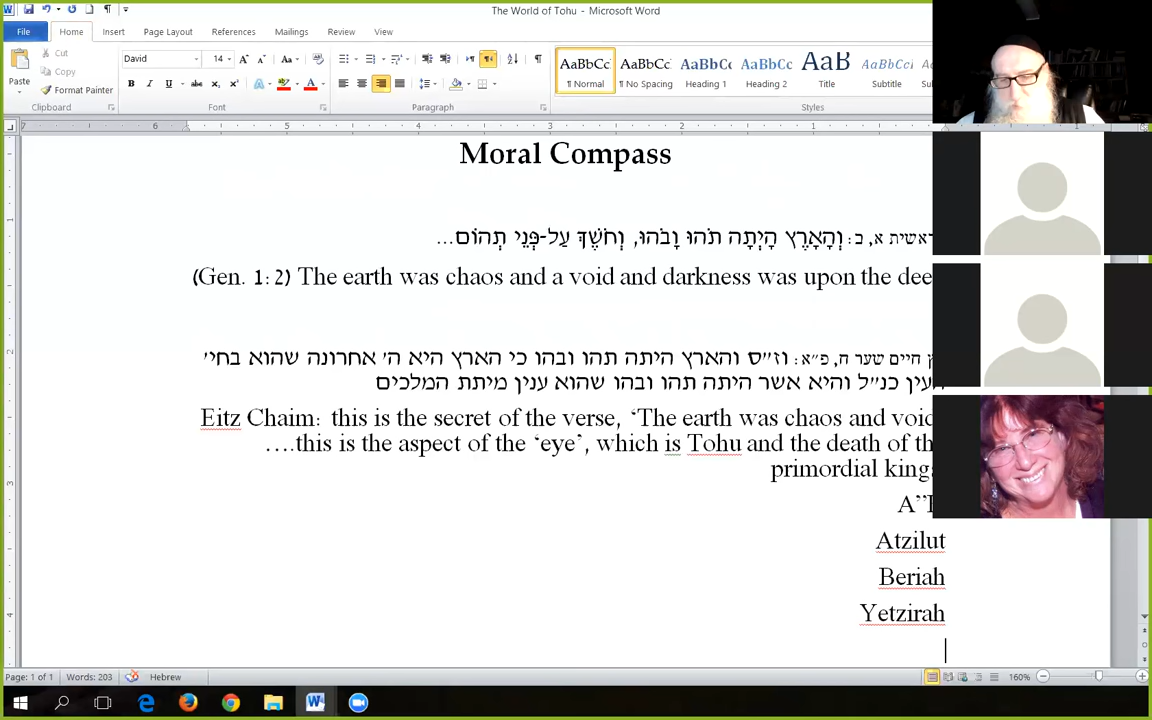 The World of Tohu - Microsoft Word
File Home Insert Page Layout References Mailings Review View
Paste
Cut
Copy
Format Painter
Clipboard
David 14
Font
Paragraph
AaBbCc AaBbCc AaBbC AaBbCc AaB AaBbCc AaB
¶ Normal ¶ No Spacing Heading 1 Heading 2 Title Subtitle
Styles
Moral Compass
א, ב: וְהָאָרֶץ הָיְתָה תֹהוּ וָבֹהוּ, וְחֹשֶׁךְ עַל-פְּנֵי תְהוֹם...
(Gen. 1:2) The earth was chaos and a void and darkness was upon the
חיים שער ח, פ״א: וז״ס והארץ היתה תהו ובהו כי הארץ היא ה׳ אחרונה שהוא בחי׳
כנ״ל והיא אשר היתה תהו ובהו שהוא ענין מיתת המלכים
Eitz Chaim: this is the secret of the verse, ‘The earth was chaos and void
….this is the aspect of the ‘eye’, which is Tohu and the death of
primordial
Atzilut
Beriah
Yetzirah
Page: 1 of 1 Words: 203 Hebrew 160%